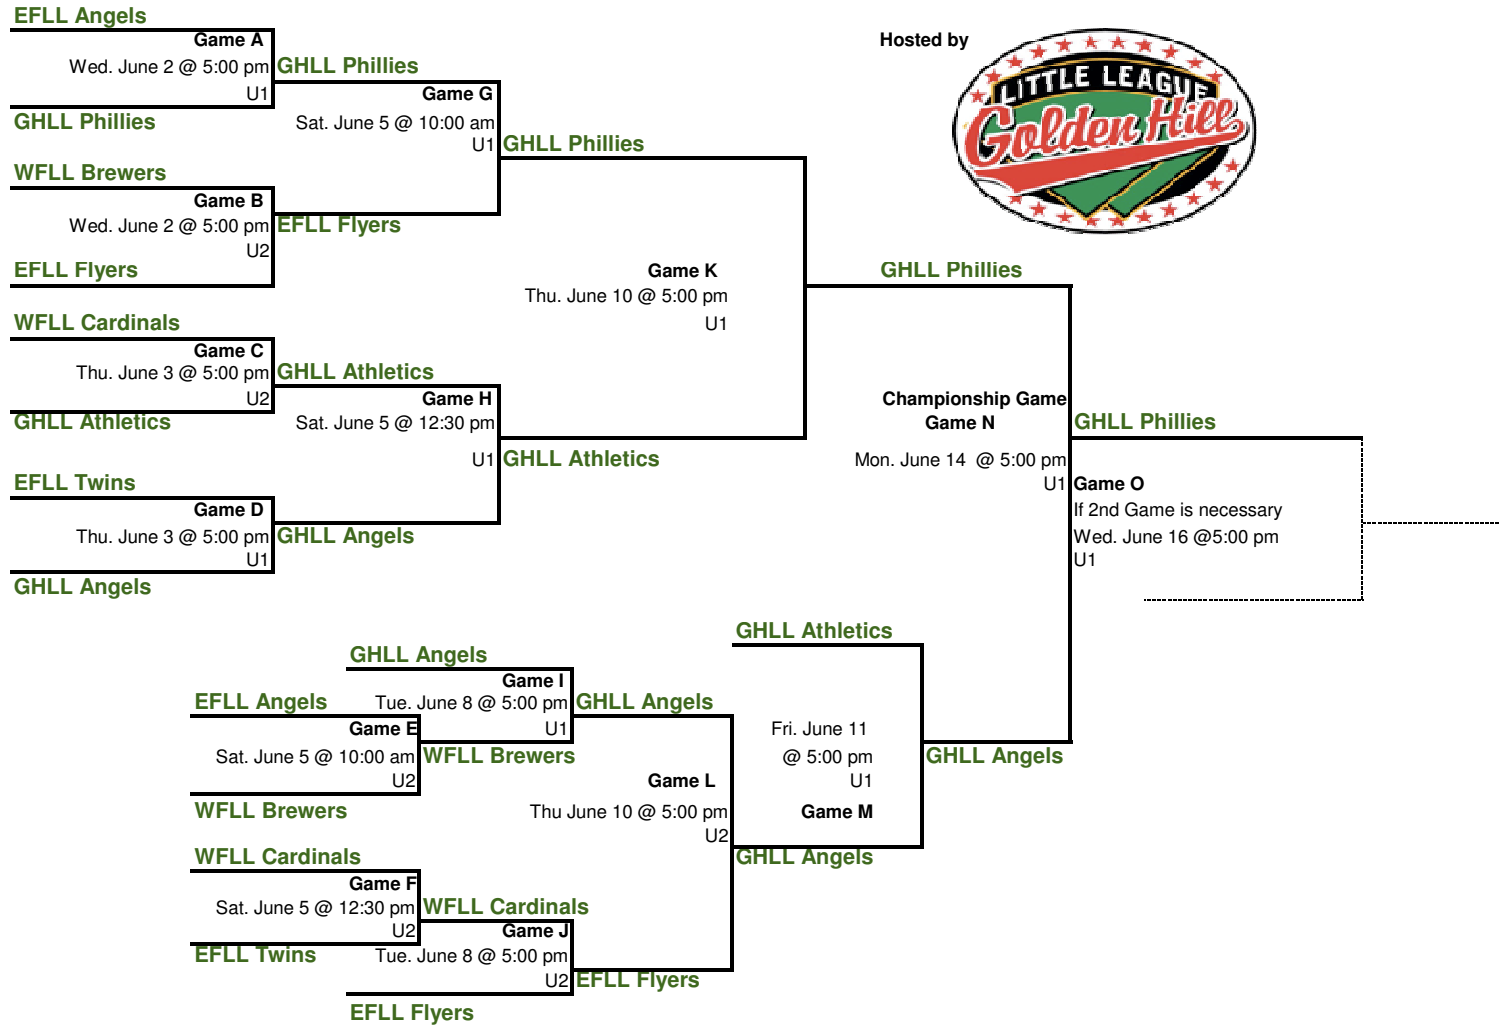 EFLL Angels
Game A
Wed. June 2 @ 5:00 pm
U1
GHLL Phillies
GHLL Phillies
Game G
Sat. June 5 @ 10:00 am
U1
WFLL Brewers
Game B
Wed. June 2 @ 5:00 pm
U2
EFLL Flyers
EFLL Flyers
GHLL Phillies
Hosted by
LITTLE LEAGUE
Golden Hill
Game K
Thu. June 10 @ 5:00 pm
U1
GHLL Phillies
WFLL Cardinals
Game C
Thu. June 3 @ 5:00 pm
U2
GHLL Athletics
GHLL Athletics
Game H
Sat. June 5 @ 12:30 pm
U1
GHLL Athletics
EFLL Twins
Game D
Thu. June 3 @ 5:00 pm
U1
GHLL Angels
GHLL Angels
Championship Game
Game N
Mon. June 14 @ 5:00 pm
U1
GHLL Phillies
Game O
If 2nd Game is necessary
Wed. June 16 @5:00 pm
U1
GHLL Athletics
GHLL Angels
Game I
Tue. June 8 @ 5:00 pm
U1
GHLL Angels
EFLL Angels
Game E
Sat. June 5 @ 10:00 am
U2
WFLL Brewers
WFLL Brewers
Game L
Thu June 10 @ 5:00 pm
U2
Fri. June 11
@ 5:00 pm
U1
Game M
GHLL Angels
GHLL Angels
WFLL Cardinals
Game F
Sat. June 5 @ 12:30 pm
U2
EFLL Twins
WFLL Cardinals
Game J
Tue. June 8 @ 5:00 pm
U2
EFLL Flyers
EFLL Flyers